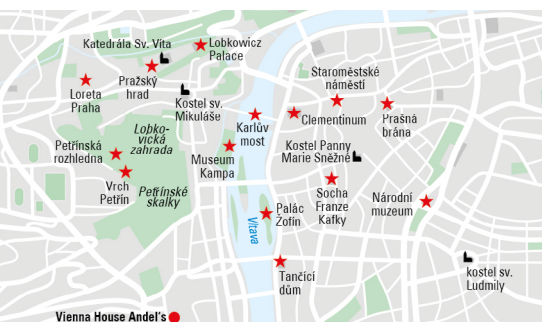 Katedrála Sv. Víta
Lobkowicz
Palace
Pražský
hrad
Loreta
Praha
Kostel sv.
Mikuláše
Staroměstské
náměstí
Karlův
most
Clementinum
Prašná
brána
Lobko-
vická
zahrada
Petřínská
rozhledna
Museum
Kampa
Kostel Panny
Marie Sněžné
Vrch
Petřín
Petřínské
skalky
Socha
Franze
Kafky
Národní
muzeum
Palác
Žofín
Vltava
Tančící
dům
kostel sv.
Ludmily
Vienna House Andel's